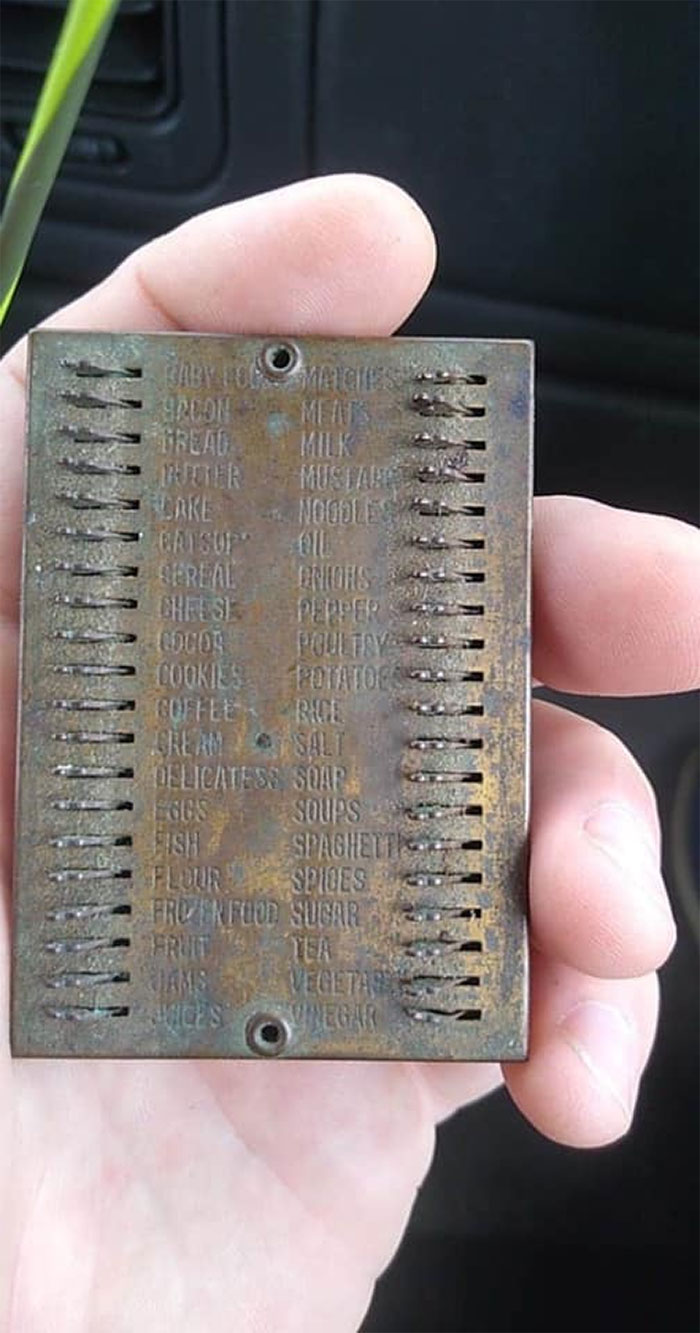 BABY FOOD
BACON
BREAD
BUTTER
CAKE
CATSUP
CEREAL
CHEESE
COCOA
COOKIES
COFFEE
CREAM
DELICATESS
EGGS
FISH
FLOUR
FROZEN FOOD
FRUIT
JAMS
JUICES
MATCHES
MEATS
MILK
MUSTARD
NOODLES
OIL
ONIONS
PEPPER
POULTRY
POTATOES
RICE
SALT
SOAP
SOUPS
SPAGHETTI
SPICES
SUGAR
TEA
VEGETAB
VINEGAR